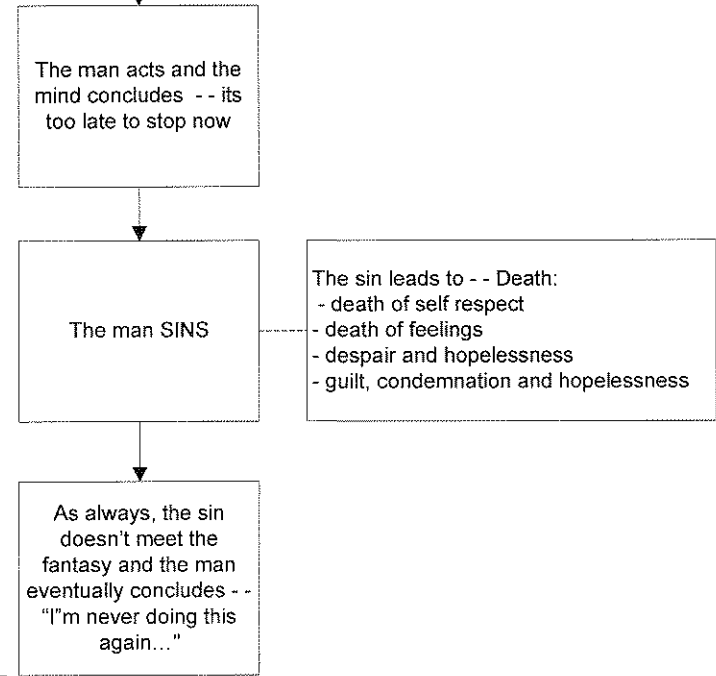 The man acts and the
mind concludes - - its
too late to stop now
The man SINS
The sin leads to - - Death:
- death of self respect
- death of feelings
- despair and hopelessness
- guilt, condemnation and hopelessness
As always, the sin
doesn't meet the
fantasy and the man
eventually concludes - -
“I”m never doing this
again...”